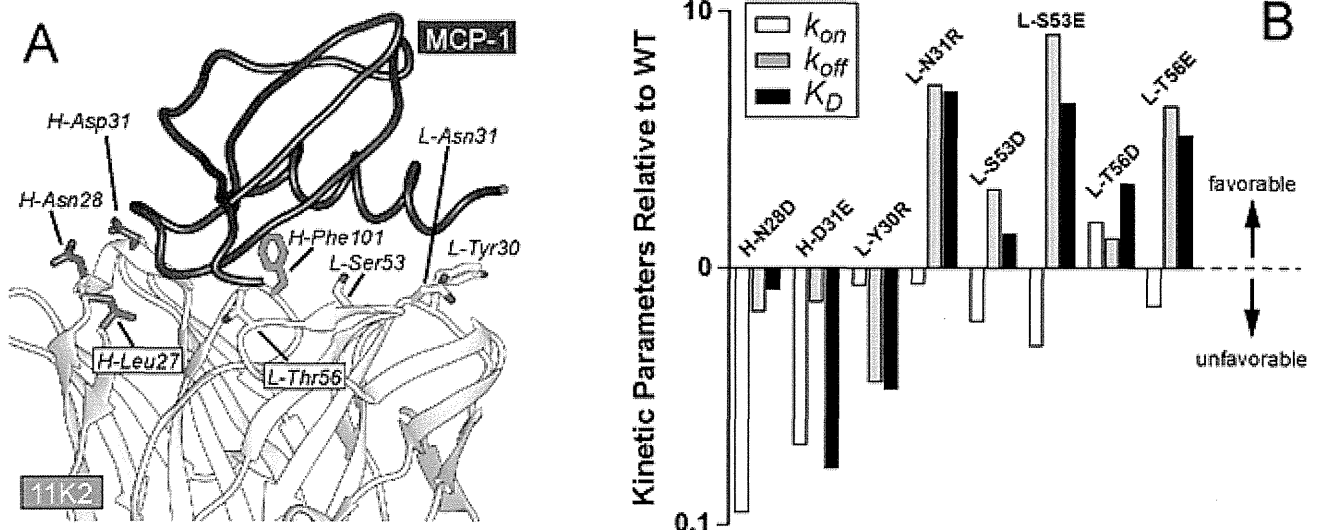 A
MCP-1
H-Asp31
L-Asn31
H-Asn28
H-Phe101
L-Tyr30
L-Ser53
H-Leu27
L-Thr56
11K2
B
Kinetic Parameters Relative to WT
10
0
0.1
kon
koff
KD
H-N28D
H-D31E
L-Y30R
L-N31R
L-S53D
L-S53E
L-T56D
L-T56E
favorable
unfavorable